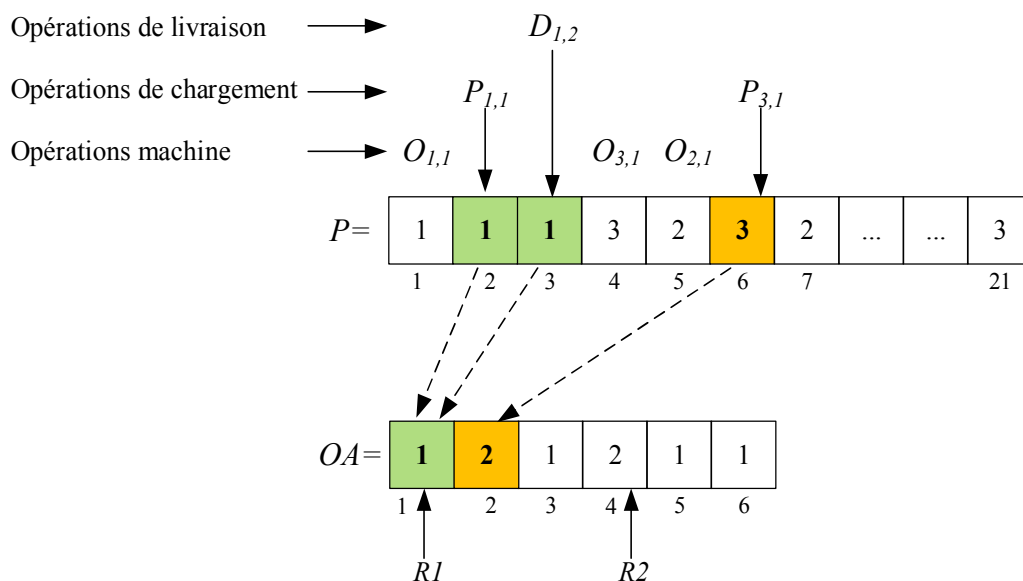 Opérations de livraison D1,2
Opérations de chargement P1,1 P3,1
Opérations machine O1,1 O3,1 O2,1
P= 1 1 1 3 2 3 2 ... ... 3
1 2 3 4 5 6 7 21
OA= 1 2 1 2 1 1
1 2 3 4 5 6
R1 R2